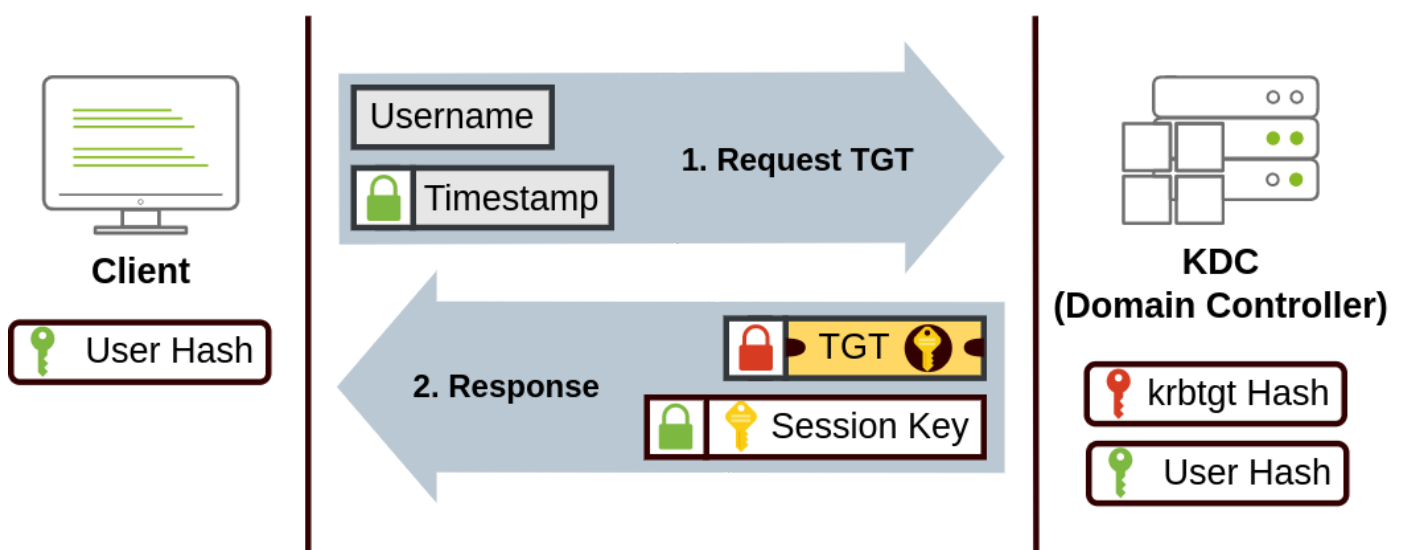 Username
1. Request TGT
Timestamp
Client
User Hash
KDC
(Domain Controller)
TGT
2. Response
Session Key
krbtgt Hash
User Hash